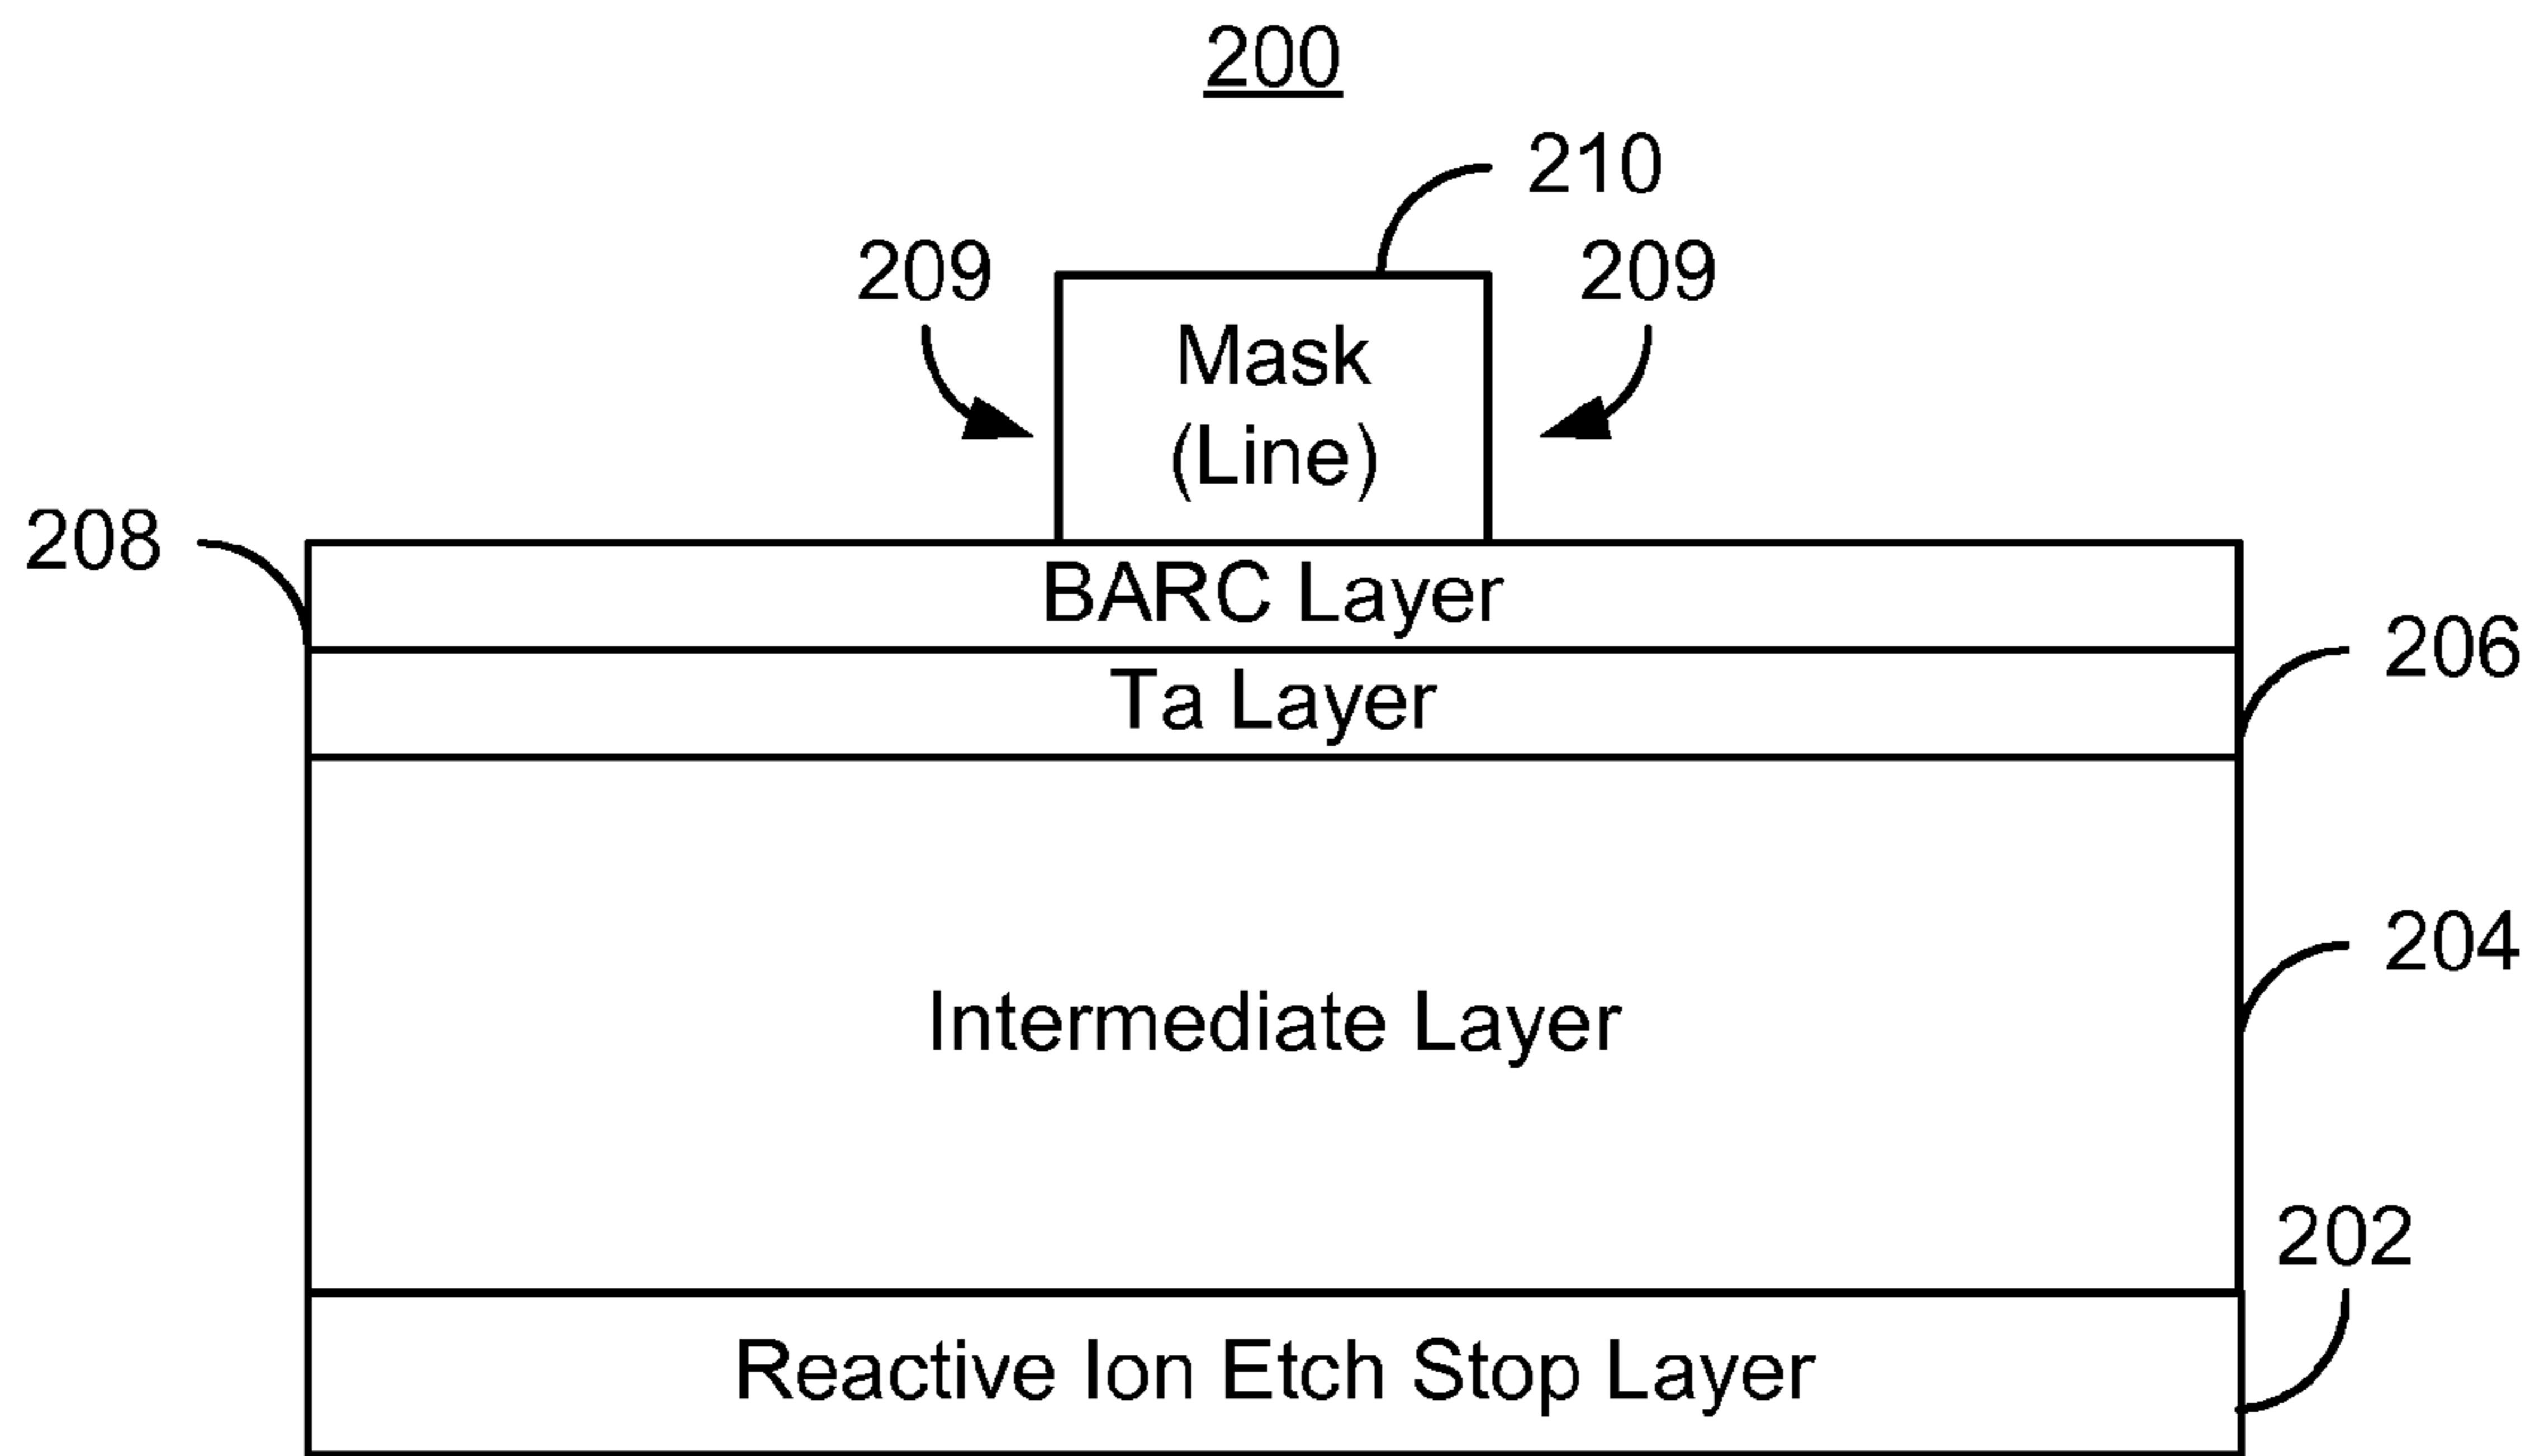 200
210
209
209
Mask
(Line)
208
BARC Layer
206
Ta Layer
204
Intermediate Layer
202
Reactive Ion Etch Stop Layer